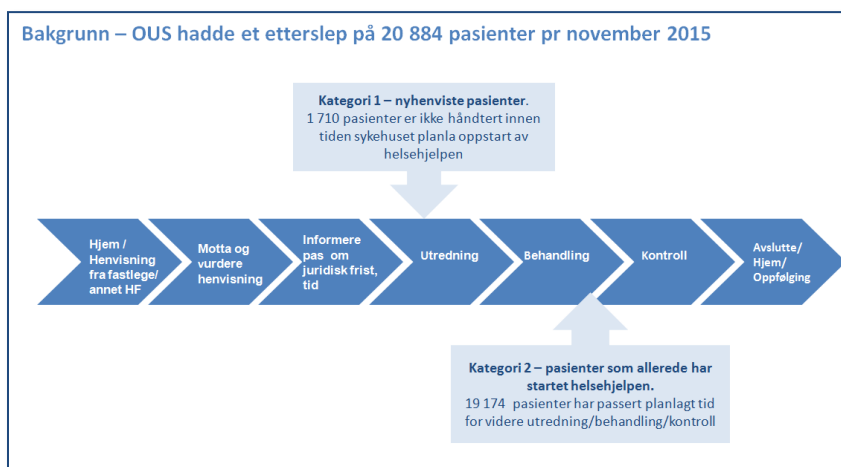 Bakgrunn – OUS hadde et etterslep på 20 884 pasienter pr november 2015
Kategori 1 – nyhenviste pasienter.
1 710 pasienter er ikke håndtert innen
tiden sykehuset planla oppstart av
helsehjelpen
Hjem /
Henvisning
fra fastlege/
annet HF
Motta og
vurdere
henvisning
Informere
pas om
juridisk frist,
tid
Utredning
Behandling
Kontroll
Avslutte/
Hjem/
Oppfølging
Kategori 2 – pasienter som allerede har
startet helsehjelpen.
19 174 pasienter har passert planlagt tid
for videre utredning/behandling/kontroll